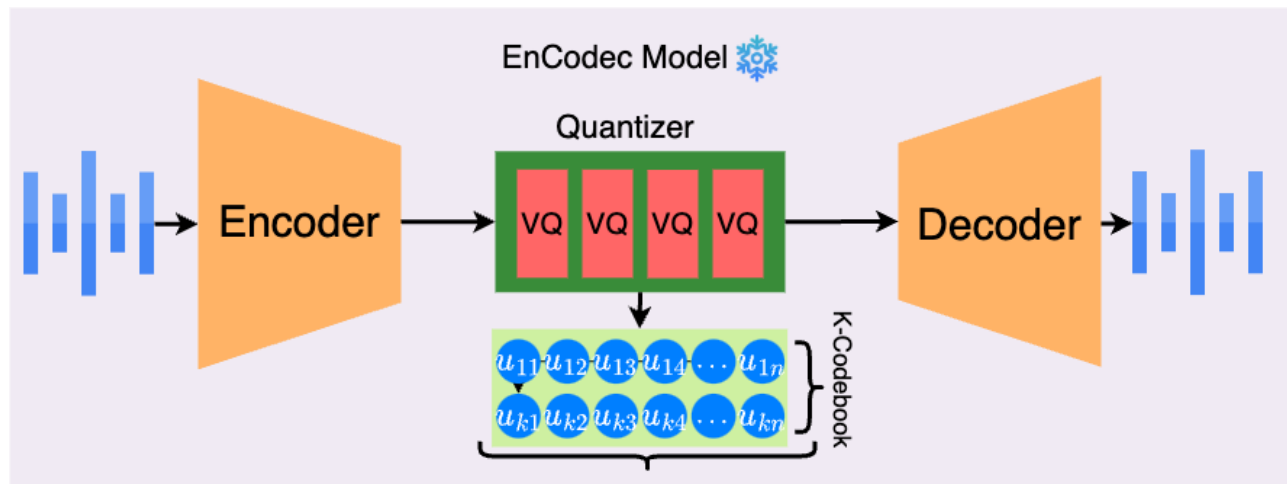 EnCodec Model
Quantizer
Encoder
VQ VQ VQ VQ
Decoder
u11 u12 u13 u14 ... u1n
uk1 uk2 uk3 uk4 ... ukn
K-Codebook